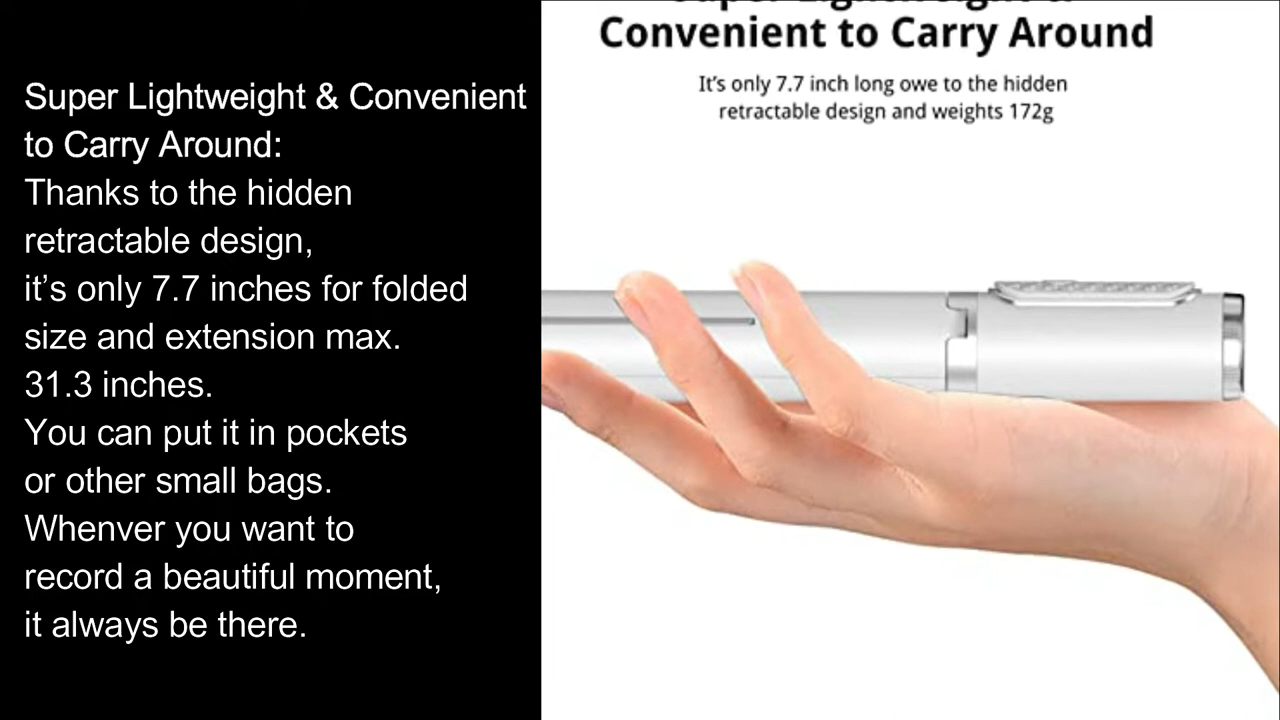 Super Lightweight & Convenient
to Carry Around:
Thanks to the hidden
retractable design,
it’s only 7.7 inches for folded
size and extension max.
31.3 inches.
You can put it in pockets
or other small bags.
Whenver you want to
record a beautiful moment,
it always be there.
Super Lightweight &
Convenient to Carry Around
It’s only 7.7 inch long owe to the hidden
retractable design and weights 172g